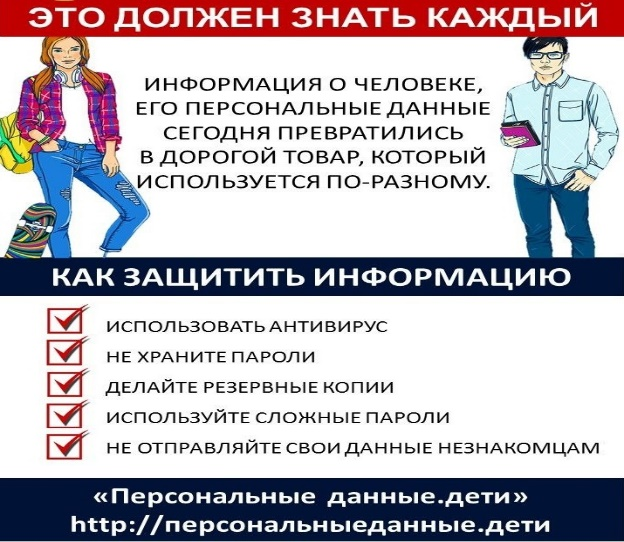 ЭТО ДОЛЖЕН ЗНАТЬ КАЖДЫЙ
ИНФОРМАЦИЯ О ЧЕЛОВЕКЕ,
ЕГО ПЕРСОНАЛЬНЫЕ ДАННЫЕ
СЕГОДНЯ ПРЕВРАТИЛИСЬ
В ДОРОГОЙ ТОВАР, КОТОРЫЙ
ИСПОЛЬЗУЕТСЯ ПО-РАЗНОМУ.
КАК ЗАЩИТИТЬ ИНФОРМАЦИЮ
ИСПОЛЬЗОВАТЬ АНТИВИРУС
НЕ ХРАНИТЕ ПАРОЛИ
ДЕЛАЙТЕ РЕЗЕРВНЫЕ КОПИИ
ИСПОЛЬЗУЙТЕ СЛОЖНЫЕ ПАРОЛИ
НЕ ОТПРАВЛЯЙТЕ СВОИ ДАННЫЕ НЕЗНАКОМЦАМ
«Персональные данные.дети»
http://персональныеданные.дети